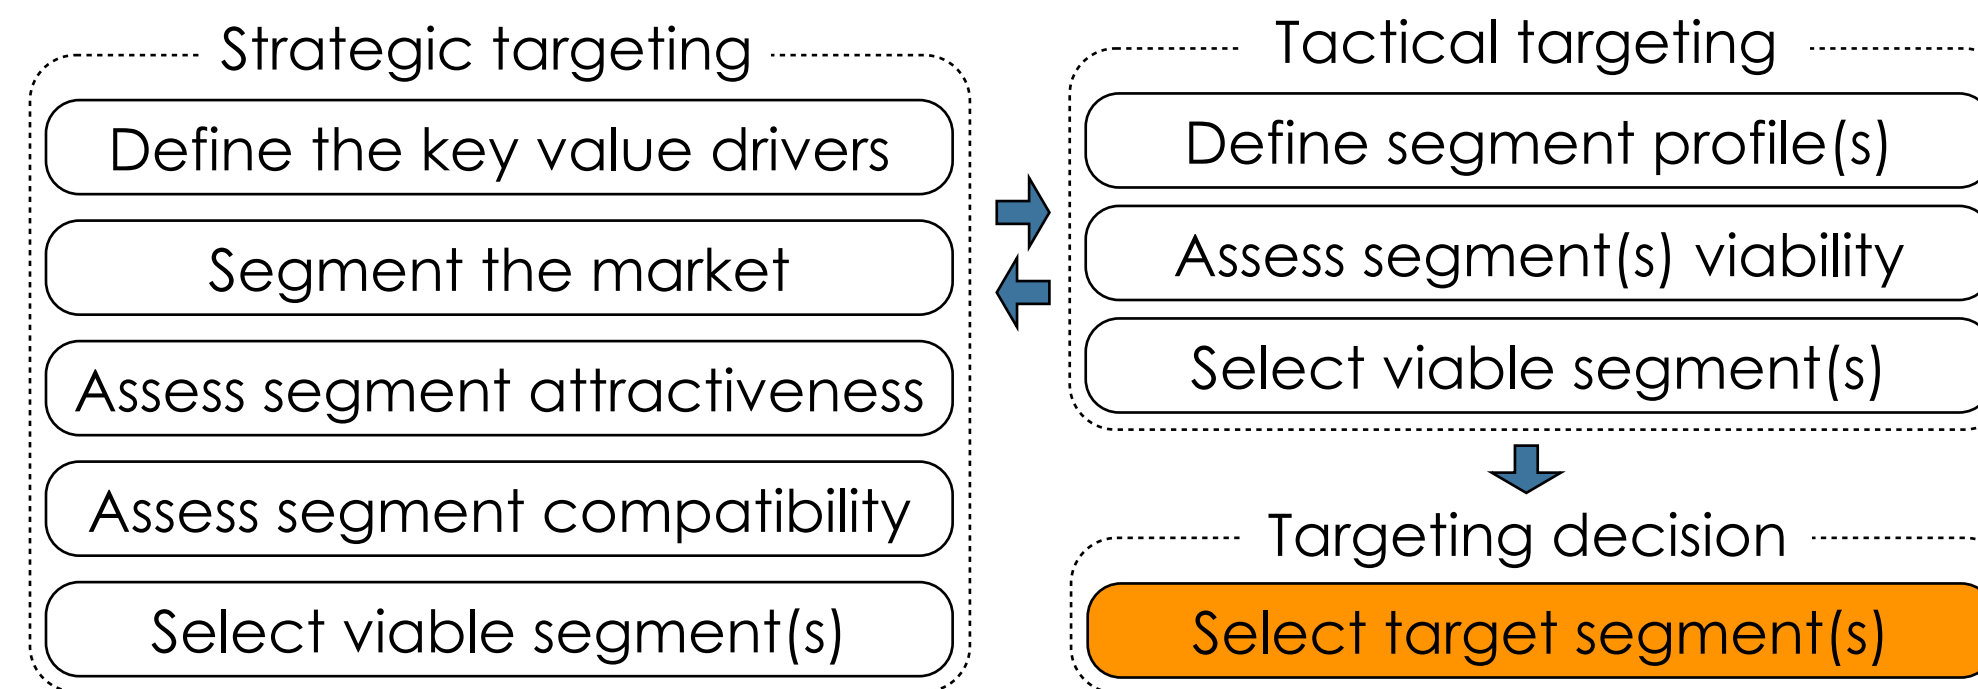 Strategic targeting
Define the key value drivers
Segment the market
Assess segment attractiveness
Assess segment compatibility
Select viable segment(s)
Tactical targeting
Define segment profile(s)
Assess segment(s) viability
Select viable segment(s)
Targeting decision
Select target segment(s)